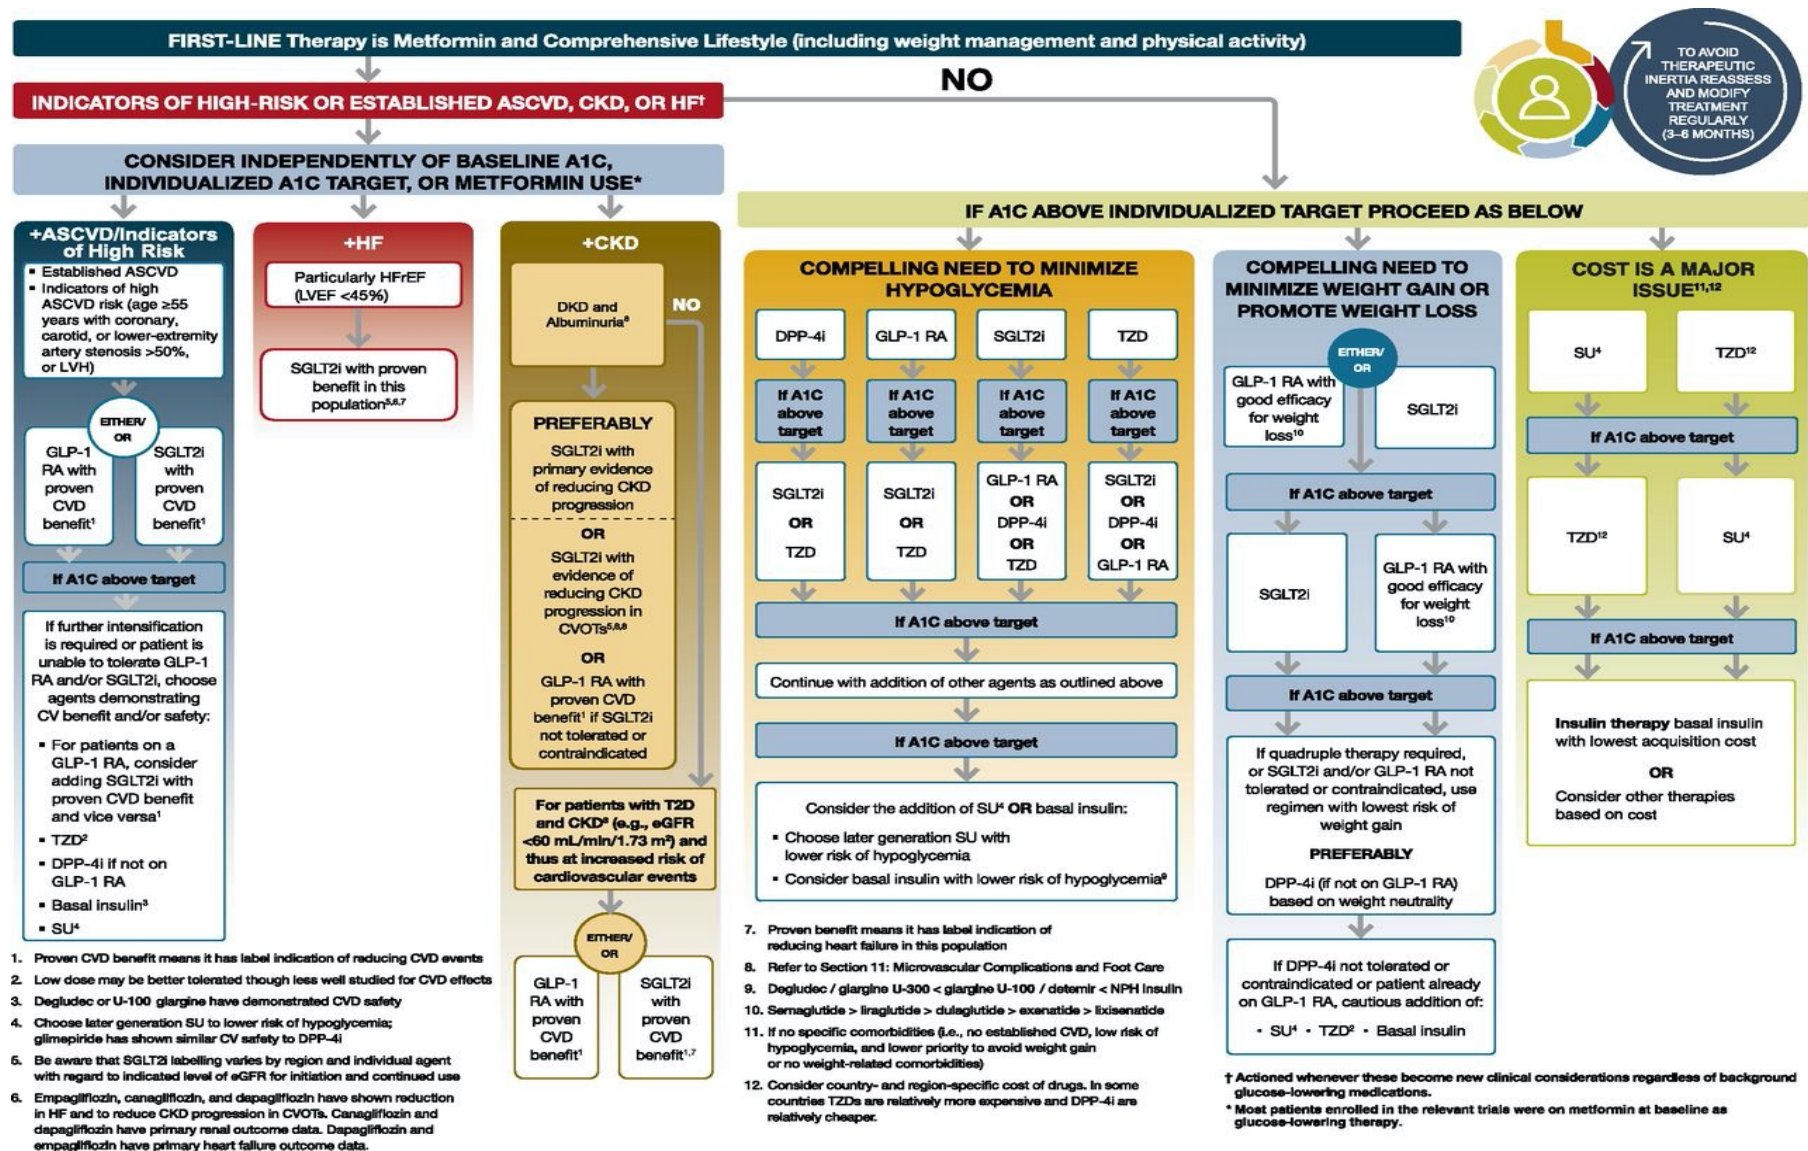 FIRST-LINE Therapy is Metformin and Comprehensive Lifestyle (including weight management and physical activity)
TO AVOID
THERAPEUTIC
INERTIA REASSESS
AND MODIFY
TREATMENT
REGULARLY
(3–6 MONTHS)
INDICATORS OF HIGH-RISK OR ESTABLISHED ASCVD, CKD, OR HF†
NO
CONSIDER INDEPENDENTLY OF BASELINE A1C,
INDIVIDUALIZED A1C TARGET, OR METFORMIN USE*
+ASCVD/Indicators
of High Risk
▪ Established ASCVD
▪ Indicators of high
ASCVD risk (age ≥55
years with coronary,
carotid, or lower-extremity
artery stenosis >50%,
or LVH)
EITHER/
OR
GLP-1
RA with
proven
CVD
benefit¹
SGLT2i
with
proven
CVD
benefit¹
If A1C above target
If further intensification
is required or patient is
unable to tolerate GLP-1
RA and/or SGLT2i, choose
agents demonstrating
CV benefit and/or safety:
▪ For patients on a
GLP-1 RA, consider
adding SGLT2i with
proven CVD benefit
and vice versa¹
▪ TZD²
▪ DPP-4i if not on
GLP-1 RA
▪ Basal insulin³
▪ SU⁴
+HF
Particularly HFrEF
(LVEF <45%)
SGLT2i with proven
benefit in this
population⁵,⁶,⁷
+CKD
DKD and
Albuminuria⁸
NO
PREFERABLY
SGLT2i with
primary evidence
of reducing CKD
progression
OR
SGLT2i with
evidence of
reducing CKD
progression in
CVOTs⁵,⁶,⁸
OR
GLP-1 RA with
proven CVD
benefit¹ if SGLT2i
not tolerated or
contraindicated
For patients with T2D
and CKD⁸ (e.g., eGFR
<60 mL/min/1.73 m²) and
thus at increased risk of
cardiovascular events
EITHER/
OR
GLP-1
RA with
proven
CVD
benefit¹
SGLT2i
with
proven
CVD
benefit¹,⁷
IF A1C ABOVE INDIVIDUALIZED TARGET PROCEED AS BELOW
COMPELLING NEED TO MINIMIZE
HYPOGLYCEMIA
DPP-4i
GLP-1 RA
SGLT2i
TZD
If A1C
above
target
If A1C
above
target
If A1C
above
target
If A1C
above
target
SGLT2i
OR
TZD
SGLT2i
OR
TZD
GLP-1 RA
OR
DPP-4i
OR
TZD
SGLT2i
OR
DPP-4i
OR
GLP-1 RA
If A1C above target
Continue with addition of other agents as outlined above
If A1C above target
Consider the addition of SU⁴ OR basal insulin:
▪ Choose later generation SU with
lower risk of hypoglycemia
▪ Consider basal insulin with lower risk of hypoglycemia⁹
COMPELLING NEED TO
MINIMIZE WEIGHT GAIN OR
PROMOTE WEIGHT LOSS
EITHER/
OR
GLP-1 RA with
good efficacy
for weight
loss¹⁰
SGLT2i
If A1C above target
SGLT2i
GLP-1 RA with
good efficacy
for weight
loss¹⁰
If A1C above target
If quadruple therapy required,
or SGLT2i and/or GLP-1 RA not
tolerated or contraindicated, use
regimen with lowest risk of
weight gain
PREFERABLY
DPP-4i (if not on GLP-1 RA)
based on weight neutrality
If DPP-4i not tolerated or
contraindicated or patient already
on GLP-1 RA, cautious addition of:
• SU⁴ • TZD² • Basal insulin
COST IS A MAJOR
ISSUE¹¹,¹²
SU⁴
TZD¹²
If A1C above target
TZD¹²
SU⁴
If A1C above target
Insulin therapy basal insulin
with lowest acquisition cost
OR
Consider other therapies
based on cost
1. Proven CVD benefit means it has label indication of reducing CVD events
2. Low dose may be better tolerated though less well studied for CVD effects
3. Degludec or U-100 glargine have demonstrated CVD safety
4. Choose later generation SU to lower risk of hypoglycemia;
glimepiride has shown similar CV safety to DPP-4i
5. Be aware that SGLT2i labelling varies by region and individual agent
with regard to indicated level of eGFR for initiation and continued use
6. Empagliflozin, canagliflozin, and dapagliflozin have shown reduction
in HF and to reduce CKD progression in CVOTs. Canagliflozin and
dapagliflozin have primary renal outcome data. Dapagliflozin and
empagliflozin have primary heart failure outcome data.
7. Proven benefit means it has label indication of
reducing heart failure in this population
8. Refer to Section 11: Microvascular Complications and Foot Care
9. Degludec / glargine U-300 < glargine U-100 / detemir < NPH insulin
10. Semaglutide > liraglutide > dulaglutide > exenatide > lixisenatide
11. If no specific comorbidities (i.e., no established CVD, low risk of
hypoglycemia, and lower priority to avoid weight gain
or no weight-related comorbidities)
12. Consider country- and region-specific cost of drugs. In some
countries TZDs are relatively more expensive and DPP-4i are
relatively cheaper.
† Actioned whenever these become new clinical considerations regardless of background
glucose-lowering medications.
* Most patients enrolled in the relevant trials were on metformin at baseline as
glucose-lowering therapy.